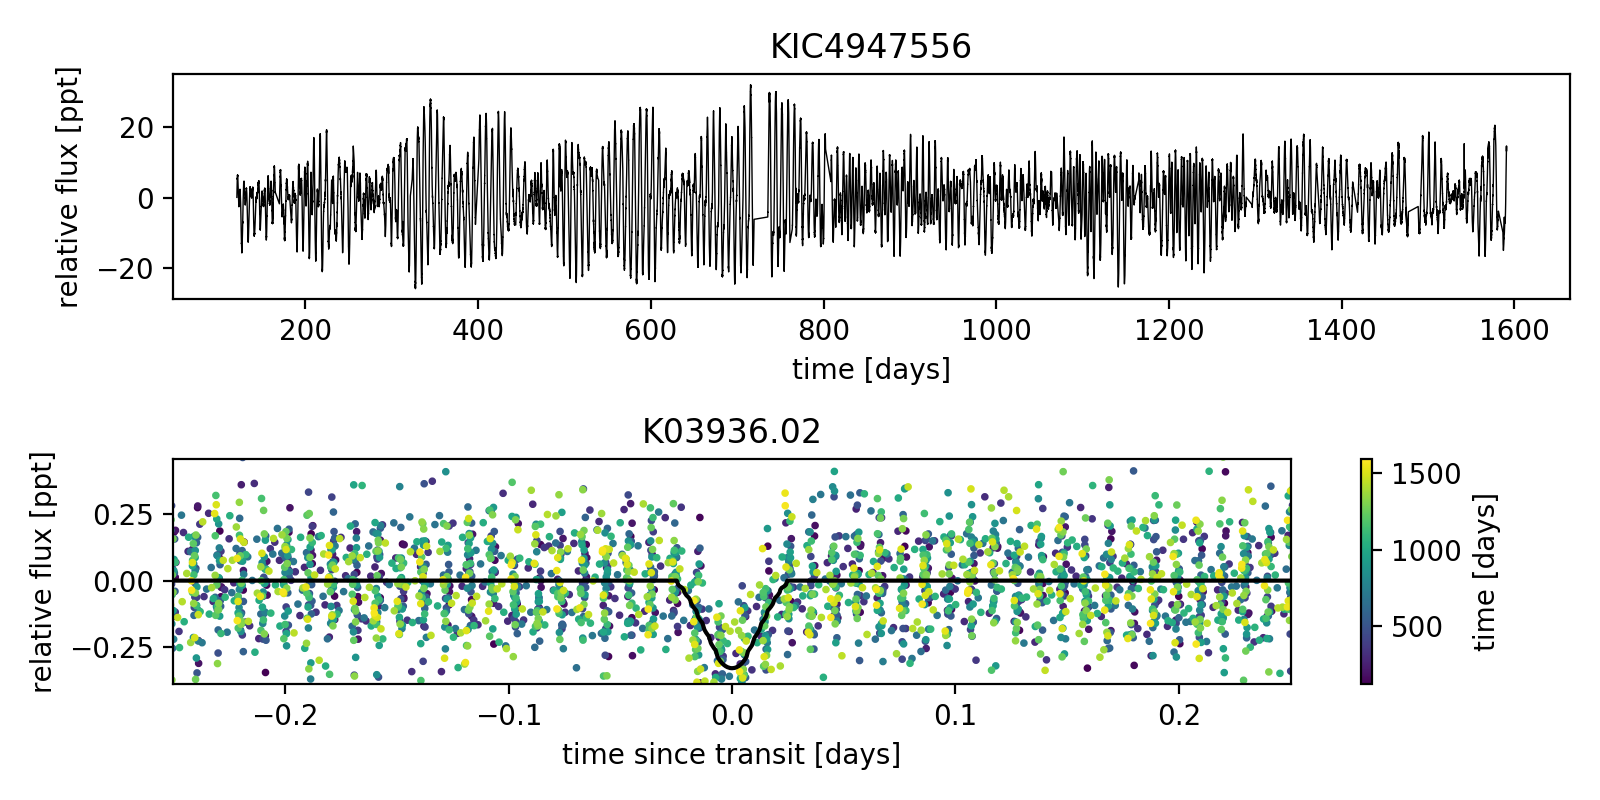 KIC4947556
relative flux [ppt]
20
0
−20
200 400 600 800 1000 1200 1400 1600
time [days]
K03936.02
relative flux [ppt]
0.25
0.00
−0.25
−0.2 −0.1 0.0 0.1 0.2
time since transit [days]
1500
1000
500
time [days]